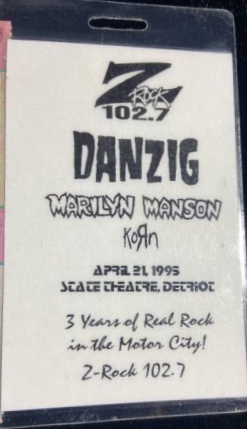 Z ROCK
102.7
DANZIG
MARILYN MANSON
KoЯn
APRIL 21, 1995
STATE THEATRE, DETRIOT
3 Years of Real Rock
in the Motor City!
Z-Rock 102.7